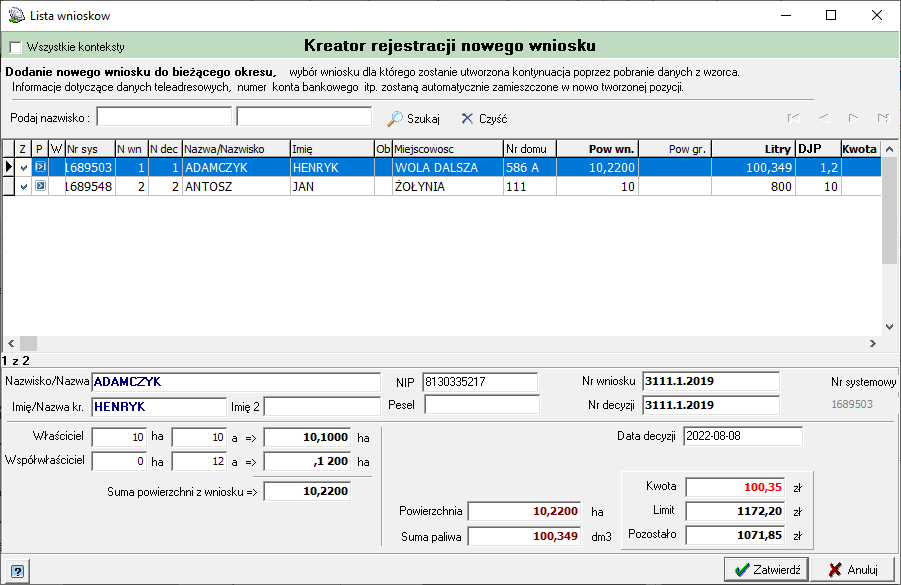 Lista wniosków
Wszystkie konteksty
Kreator rejestracji nowego wniosku
Dodanie nowego wniosku do bieżącego okresu, wybór wniosku dla którego zostanie utworzona kontynuacja poprzez pobranie danych z wzorca.
Informacje dotyczące danych teleadresowych, numer konta bankowego itp. zostaną automatycznie zamieszczone w nowo tworzonej pozycji.
Podaj nazwisko : Szukaj Czyść
Z P W Nr sys N wn N dec Nazwa/Nazwisko Imię Ob Miejscowosc Nr domu Pow wn. Pow gr. Litry DJP Kwota
1689503 1 1 ADAMCZYK HENRYK WOLA DALSZA 586 A 10,2200 100,349 1,2
1689548 2 2 ANTOSZ JAN ŻOŁYNIA 111 10 800 10
1 z 2
Nazwisko/Nazwa ADAMCZYK NIP 8130335217 Nr wniosku 3111.1.2019 Nr systemowy
Imię/Nazwa kr. HENRYK Imię 2 Pesel Nr decyzji 3111.1.2019 1689503
Właściciel 10 ha 10 a => 10,1000 ha Data decyzji 2022-08-08
Współwłaściciel 0 ha 12 a => ,1 200 ha
Suma powierzchni z wniosku => 10,2200
Kwota 100,35 zł
Powierzchnia 10,2200 ha Limit 1172,20 zł
Suma paliwa 100,349 dm3 Pozostało 1071,85 zł
? Zatwierdź Anuluj